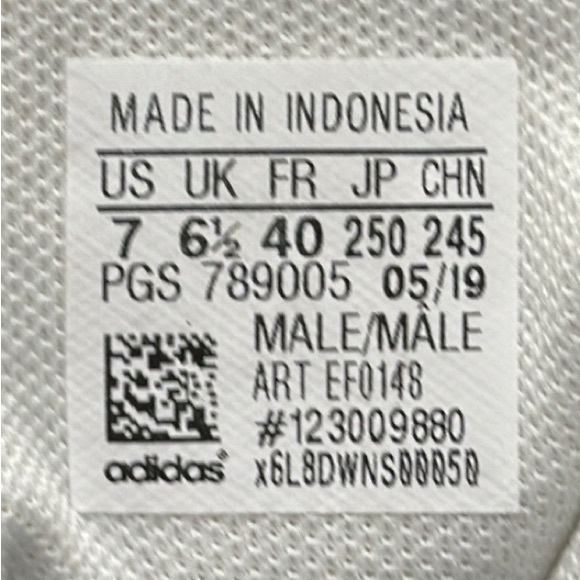 MADE IN INDONESIA
US UK FR JP CHN
7 6½ 40 250 245
PGS 789005 05/19
MALE/MÂLE
ART EF0148
#123009880
adidas® x6L8DWNS00050